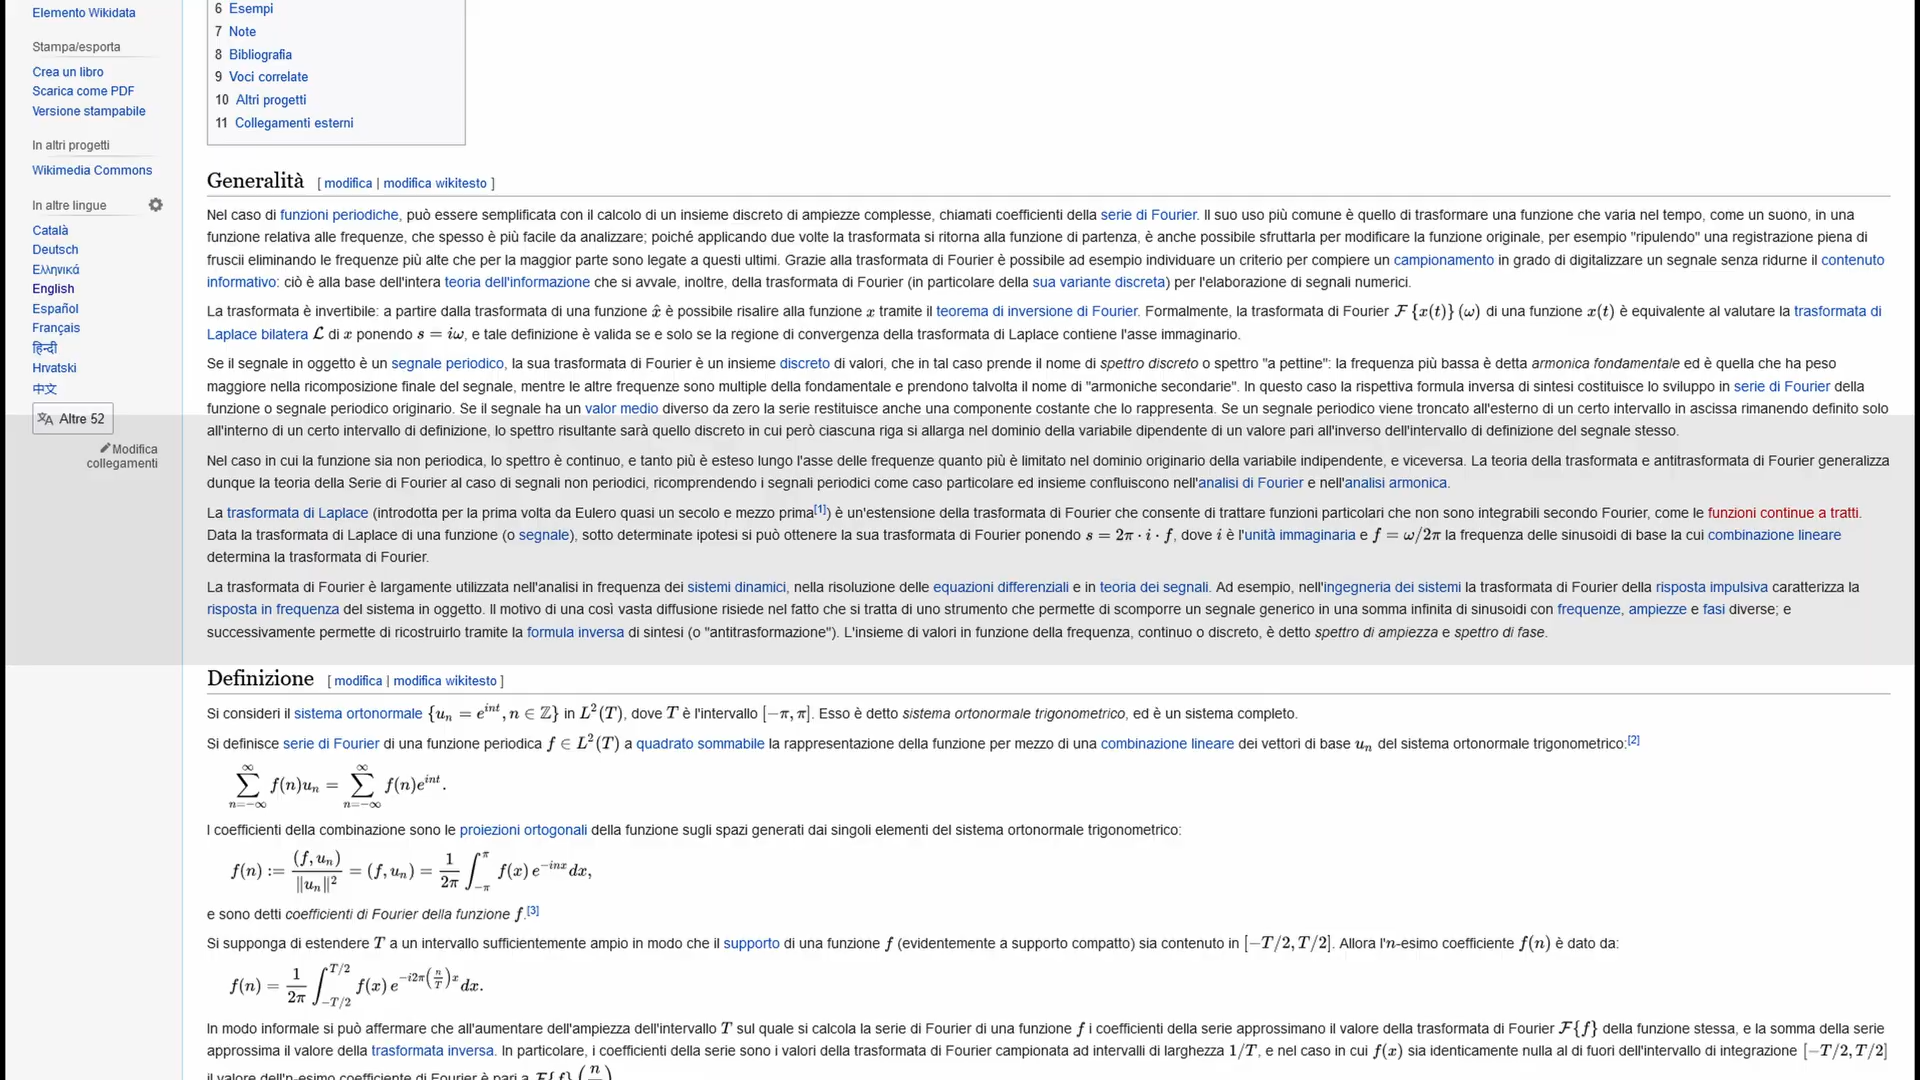 Elemento Wikidata
Stampa/esporta
Crea un libro
Scarica come PDF
Versione stampabile
In altri progetti
Wikimedia Commons
In altre lingue
Català
Deutsch
Ελληνικά
English
Español
Français
हिन्दी
Hrvatski
中文
Altre 52
Modifica
collegamenti
6 Esempi
7 Note
8 Bibliografia
9 Voci correlate
10 Altri progetti
11 Collegamenti esterni
Generalità [ modifica | modifica wikitesto ]
Nel caso di funzioni periodiche, può essere semplificata con il calcolo di un insieme discreto di ampiezze complesse, chiamati coefficienti della serie di Fourier. Il suo uso più comune è quello di trasformare una funzione che varia nel tempo, come un suono, in una
funzione relativa alle frequenze, che spesso è più facile da analizzare; poiché applicando due volte la trasformata si ritorna alla funzione di partenza, è anche possibile sfruttarla per modificare la funzione originale, per esempio "ripulendo" una registrazione piena di
fruscii eliminando le frequenze più alte che per la maggior parte sono legate a questi ultimi. Grazie alla trasformata di Fourier è possibile ad esempio individuare un criterio per compiere un campionamento in grado di digitalizzare un segnale senza ridurne il contenuto
informativo: ciò è alla base dell'intera teoria dell'informazione che si avvale, inoltre, della trasformata di Fourier (in particolare della sua variante discreta) per l'elaborazione di segnali numerici.
La trasformata è invertibile: a partire dalla trasformata di una funzione x̂ è possibile risalire alla funzione x tramite il teorema di inversione di Fourier. Formalmente, la trasformata di Fourier ℱ {x(t)} (ω) di una funzione x(t) è equivalente al valutare la trasformata di
Laplace bilatera ℒ di x ponendo s = iω, e tale definizione è valida se e solo se la regione di convergenza della trasformata di Laplace contiene l'asse immaginario.
Se il segnale in oggetto è un segnale periodico, la sua trasformata di Fourier è un insieme discreto di valori, che in tal caso prende il nome di spettro discreto o spettro "a pettine": la frequenza più bassa è detta armonica fondamentale ed è quella che ha peso
maggiore nella ricomposizione finale del segnale, mentre le altre frequenze sono multiple della fondamentale e prendono talvolta il nome di "armoniche secondarie". In questo caso la rispettiva formula inversa di sintesi costituisce lo sviluppo in serie di Fourier della
funzione o segnale periodico originario. Se il segnale ha un valor medio diverso da zero la serie restituisce anche una componente costante che lo rappresenta. Se un segnale periodico viene troncato all'esterno di un certo intervallo in ascissa rimanendo definito solo
all'interno di un certo intervallo di definizione, lo spettro risultante sarà quello discreto in cui però ciascuna riga si allarga nel dominio della variabile dipendente di un valore pari all'inverso dell'intervallo di definizione del segnale stesso.
Nel caso in cui la funzione sia non periodica, lo spettro è continuo, e tanto più è esteso lungo l'asse delle frequenze quanto più è limitato nel dominio originario della variabile indipendente, e viceversa. La teoria della trasformata e antitrasformata di Fourier generalizza
dunque la teoria della Serie di Fourier al caso di segnali non periodici, ricomprendendo i segnali periodici come caso particolare ed insieme confluiscono nell'analisi di Fourier e nell'analisi armonica.
La trasformata di Laplace (introdotta per la prima volta da Eulero quasi un secolo e mezzo prima[1]) è un'estensione della trasformata di Fourier che consente di trattare funzioni particolari che non sono integrabili secondo Fourier, come le funzioni continue a tratti.
Data la trasformata di Laplace di una funzione (o segnale), sotto determinate ipotesi si può ottenere la sua trasformata di Fourier ponendo s = 2π · i · f, dove i è l'unità immaginaria e f = ω/2π la frequenza delle sinusoidi di base la cui combinazione lineare
determina la trasformata di Fourier.
La trasformata di Fourier è largamente utilizzata nell'analisi in frequenza dei sistemi dinamici, nella risoluzione delle equazioni differenziali e in teoria dei segnali. Ad esempio, nell'ingegneria dei sistemi la trasformata di Fourier della risposta impulsiva caratterizza la
risposta in frequenza del sistema in oggetto. Il motivo di una così vasta diffusione risiede nel fatto che si tratta di uno strumento che permette di scomporre un segnale generico in una somma infinita di sinusoidi con frequenze, ampiezze e fasi diverse; e
successivamente permette di ricostruirlo tramite la formula inversa di sintesi (o "antitrasformazione"). L'insieme di valori in funzione della frequenza, continuo o discreto, è detto spettro di ampiezza e spettro di fase.
Definizione [ modifica | modifica wikitesto ]
Si consideri il sistema ortonormale {uₙ = e^{int}, n ∈ ℤ} in L²(T), dove T è l'intervallo [−π, π]. Esso è detto sistema ortonormale trigonometrico, ed è un sistema completo.
Si definisce serie di Fourier di una funzione periodica f ∈ L²(T) a quadrato sommabile la rappresentazione della funzione per mezzo di una combinazione lineare dei vettori di base uₙ del sistema ortonormale trigonometrico:[2]
∑_{n=−∞}^{∞} f(n)uₙ = ∑_{n=−∞}^{∞} f(n)e^{int}.
I coefficienti della combinazione sono le proiezioni ortogonali della funzione sugli spazi generati dai singoli elementi del sistema ortonormale trigonometrico:
f(n) := (f, uₙ)/‖uₙ‖² = (f, uₙ) = 1/2π ∫_{−π}^{π} f(x) e^{−inx} dx,
e sono detti coefficienti di Fourier della funzione f.[3]
Si supponga di estendere T a un intervallo sufficientemente ampio in modo che il supporto di una funzione f (evidentemente a supporto compatto) sia contenuto in [−T/2, T/2]. Allora l'n-esimo coefficiente f(n) è dato da:
f(n) = 1/2π ∫_{−T/2}^{T/2} f(x) e^{−i2π(n/T)x} dx.
In modo informale si può affermare che all'aumentare dell'ampiezza dell'intervallo T sul quale si calcola la serie di Fourier di una funzione f i coefficienti della serie approssimano il valore della trasformata di Fourier ℱ{f} della funzione stessa, e la somma della serie
approssima il valore della trasformata inversa. In particolare, i coefficienti della serie sono i valori della trasformata di Fourier campionata ad intervalli di larghezza 1/T, e nel caso in cui f(x) sia identicamente nulla al di fuori dell'intervallo di integrazione [−T/2, T/2]
il valore dell'n-esimo coefficiente di Fourier è pari a ℱ{f} (n